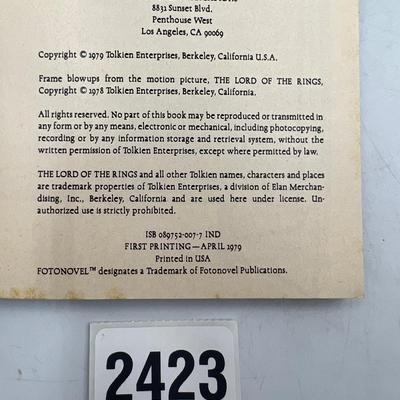 8831 Sunset Blvd.
Penthouse West
Los Angeles, CA 90069
Copyright © 1979 Tolkien Enterprises, Berkeley, California U.S.A.
Frame blowups from the motion picture, THE LORD OF THE RINGS,
Copyright © 1978 Tolkien Enterprises, Berkeley, California.
All rights reserved. No part of this book may be reproduced or transmitted in
any form or by any means, electronic or mechanical, including photocopying,
recording or by any information storage and retrieval system, without the
written permission of Tolkien Enterprises, except where permitted by law.
THE LORD OF THE RINGS and all other Tolkien names, characters and places
are trademark properties of Tolkien Enterprises, a division of Elan Merchan-
dising, Inc., Berkeley, California and are used here under license. Un-
authorized use is strictly prohibited.
ISB 089752-007-7 IND
FIRST PRINTING—APRIL 1979
Printed in USA
FOTONOVEL™ designates a Trademark of Fotonovel Publications.
2423